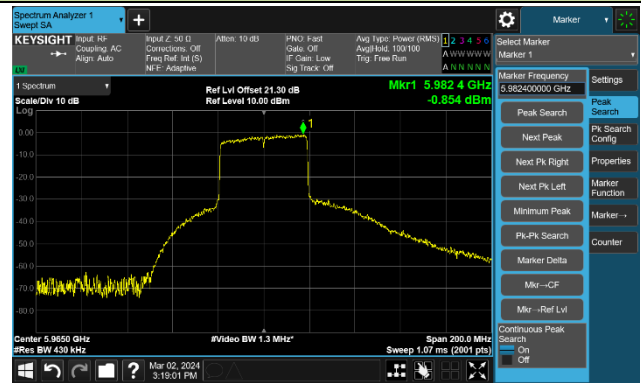 Spectrum Analyzer 1
Swept SA
Marker
KEYSIGHT
Input: RF
Coupling: AC
Align: Auto
Input Z: 50 Ω
Corrections: Off
Freq Ref: Int (S)
NFE: Adaptive
Atten: 10 dB
PNO: Fast
Gate: Off
IF Gain: Low
Sig Track: Off
Avg Type: Power (RMS)
Avg|Hold: 100/100
Trig: Free Run
1 2 3 4 5 6
A W W W W W
A N N N N N
LW
Select Marker
Marker 1
1 Spectrum
Scale/Div 10 dB
Log
Ref Lvl Offset 21.30 dB
Ref Level 10.00 dBm
Mkr1 5.982 4 GHz
-0.854 dBm
1
0.00
-10.0
-20.0
-30.0
-40.0
-50.0
-60.0
-70.0
-80.0
Center 5.9650 GHz
#Res BW 430 kHz
#Video BW 1.3 MHz*
Span 200.0 MHz
Sweep 1.07 ms (2001 pts)
Marker Frequency
5.982400000 GHz
Peak Search
Next Peak
Next Pk Right
Next Pk Left
Minimum Peak
Pk-Pk Search
Marker Delta
Mkr→CF
Mkr→Ref Lvl
Continuous Peak
Search
On
Off
Settings
Peak
Search
Pk Search
Config
Properties
Marker
Function
Marker→
Counter
?
Mar 02, 2024
3:19:01 PM